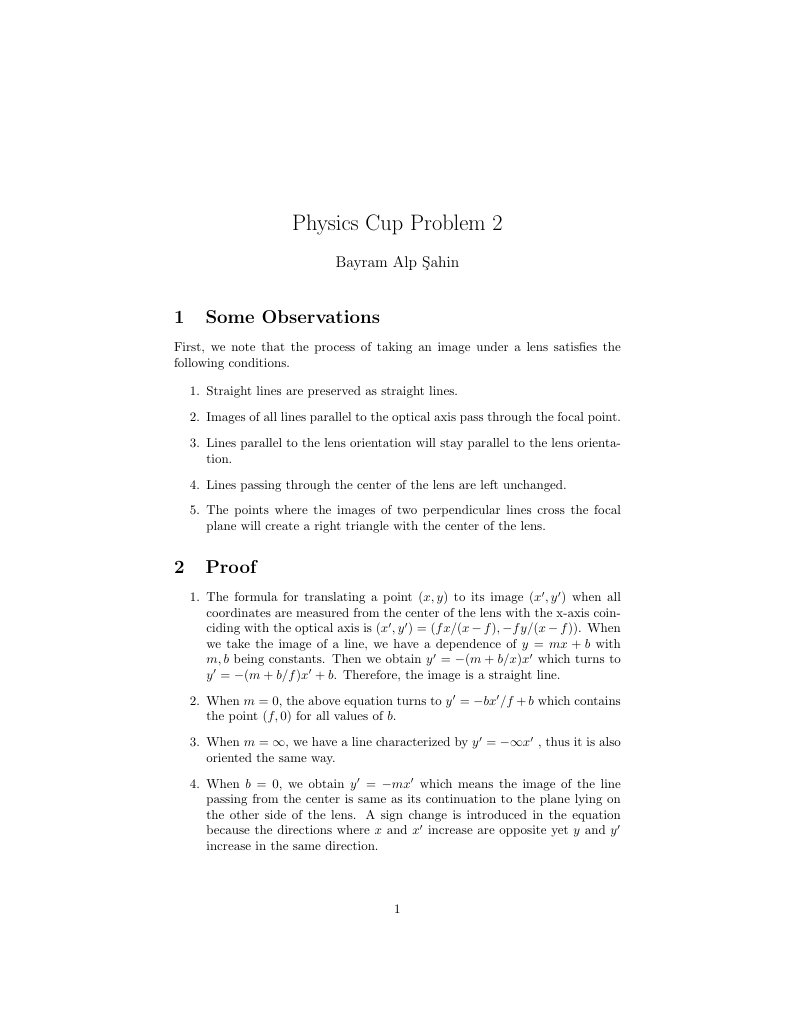 Physics Cup Problem 2
Bayram Alp Şahin
1 Some Observations
First, we note that the process of taking an image under a lens satisfies the
following conditions.
1. Straight lines are preserved as straight lines.
2. Images of all lines parallel to the optical axis pass through the focal point.
3. Lines parallel to the lens orientation will stay parallel to the lens orienta-
tion.
4. Lines passing through the center of the lens are left unchanged.
5. The points where the images of two perpendicular lines cross the focal
plane will create a right triangle with the center of the lens.
2 Proof
1. The formula for translating a point (x, y) to its image (x′, y′) when all
coordinates are measured from the center of the lens with the x-axis coin-
ciding with the optical axis is (x′, y′) = (fx/(x − f), −fy/(x − f)). When
we take the image of a line, we have a dependence of y = mx + b with
m, b being constants. Then we obtain y′ = −(m + b/x)x′ which turns to
y′ = −(m + b/f)x′ + b. Therefore, the image is a straight line.
2. When m = 0, the above equation turns to y′ = −bx′/f + b which contains
the point (f, 0) for all values of b.
3. When m = ∞, we have a line characterized by y′ = −∞x′ , thus it is also
oriented the same way.
4. When b = 0, we obtain y′ = −mx′ which means the image of the line
passing from the center is same as its continuation to the plane lying on
the other side of the lens. A sign change is introduced in the equation
because the directions where x and x′ increase are opposite yet y and y′
increase in the same direction.
1